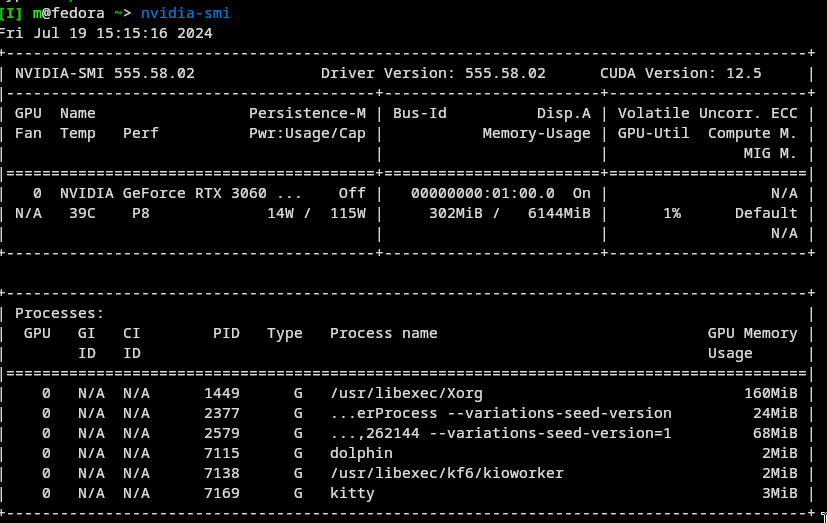 [I] m@fedora ~> nvidia-smi
Fri Jul 19 15:15:16 2024
+-----------------------------------------------------------------------------------------+
| NVIDIA-SMI 555.58.02              Driver Version: 555.58.02      CUDA Version: 12.5     |
|-----------------------------------------+------------------------+----------------------+
| GPU  Name                 Persistence-M | Bus-Id          Disp.A | Volatile Uncorr. ECC |
| Fan  Temp   Perf          Pwr:Usage/Cap |           Memory-Usage | GPU-Util  Compute M. |
|                                         |                        |               MIG M. |
|=========================================+========================+======================|
|   0  NVIDIA GeForce RTX 3060 ...    Off |   00000000:01:00.0  On |                  N/A |
| N/A   39C    P8             14W /  115W |     302MiB /   6144MiB |      1%      Default |
|                                         |                        |                  N/A |
+-----------------------------------------+------------------------+----------------------+

+-----------------------------------------------------------------------------------------+
| Processes:                                                                              |
|  GPU   GI   CI        PID   Type   Process name                              GPU Memory |
|        ID   ID                                                               Usage      |
|=========================================================================================|
|    0   N/A  N/A      1449      G   /usr/libexec/Xorg                             160MiB |
|    0   N/A  N/A      2377      G   ...erProcess --variations-seed-version         24MiB |
|    0   N/A  N/A      2579      G   ...,262144 --variations-seed-version=1         68MiB |
|    0   N/A  N/A      7115      G   dolphin                                         2MiB |
|    0   N/A  N/A      7138      G   /usr/libexec/kf6/kioworker                      2MiB |
|    0   N/A  N/A      7169      G   kitty                                           3MiB |
+-----------------------------------------------------------------------------------------+